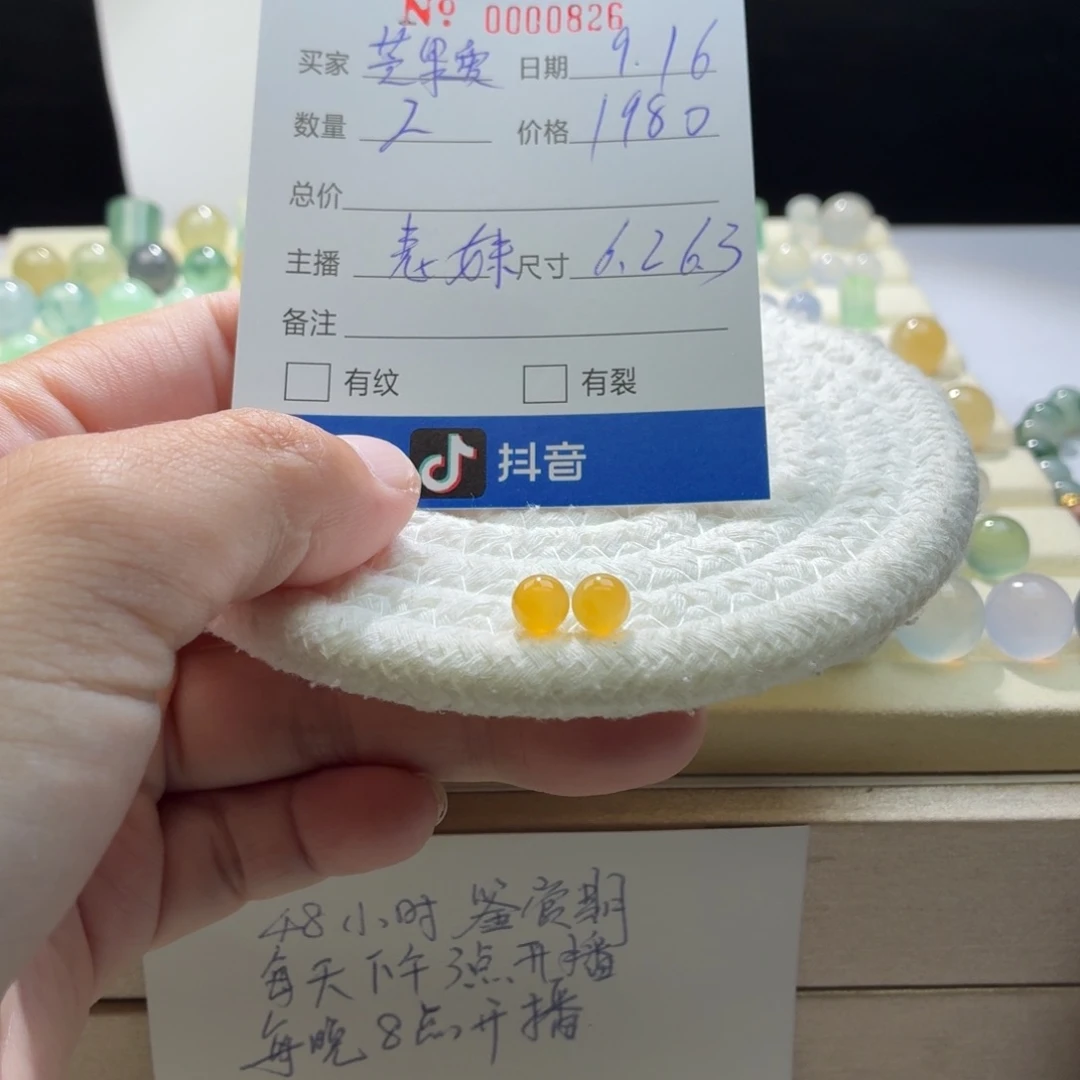 No 0000826
买家 芒果爱 日期 9.16
数量 2 价格 1980
总价
主播 表妹 尺寸 6.2 6.3
备注
有纹 有裂
抖音
48小时鉴赏期
每天下午3点开播
每晚8点开播